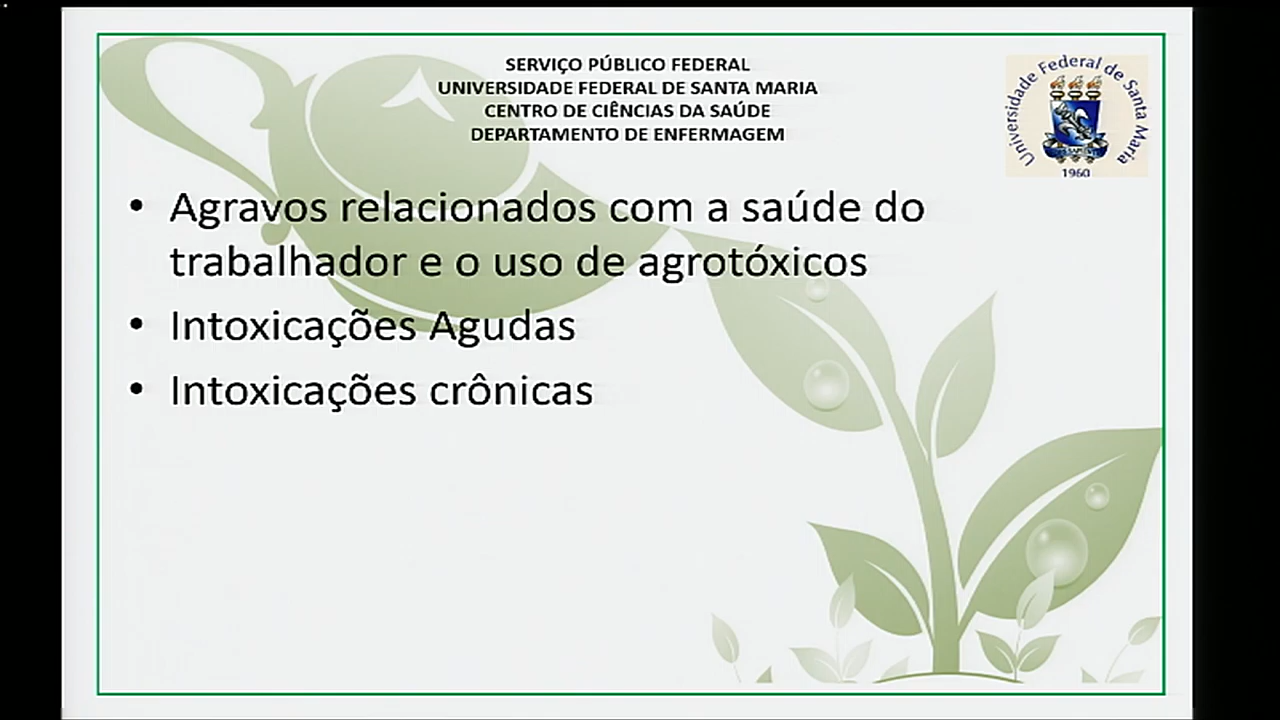 SERVIÇO PÚBLICO FEDERAL
UNIVERSIDADE FEDERAL DE SANTA MARIA
CENTRO DE CIÊNCIAS DA SAÚDE
DEPARTAMENTO DE ENFERMAGEM
Universidade Federal de Santa Maria
1960
• Agravos relacionados com a saúde do
trabalhador e o uso de agrotóxicos
• Intoxicações Agudas
• Intoxicações crônicas